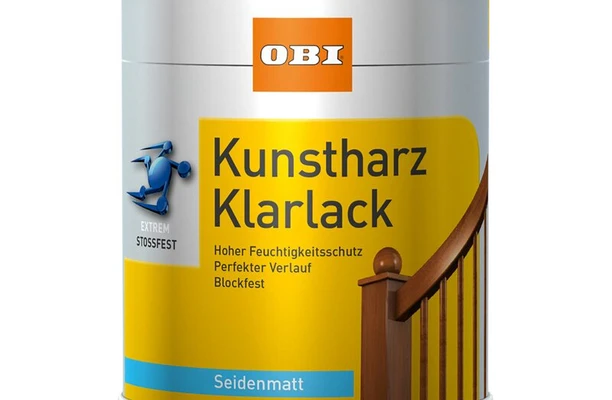 OBI
Kunstharz
Klarlack
EXTREM
STOSSFEST
Hoher Feuchtigkeitsschutz
Perfekter Verlauf
Blockfest
Seidenmatt